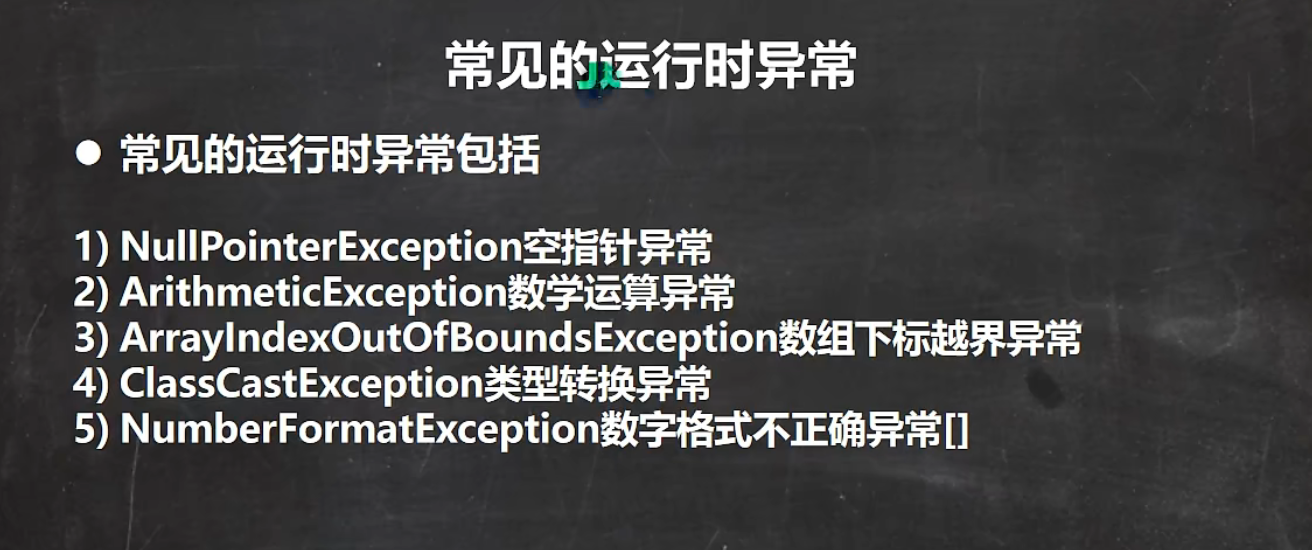 常见的运行时异常
● 常见的运行时异常包括
1) NullPointerException空指针异常
2) ArithmeticException数学运算异常
3) ArrayIndexOutOfBoundsException数组下标越界异常
4) ClassCastException类型转换异常
5) NumberFormatException数字格式不正确异常[]